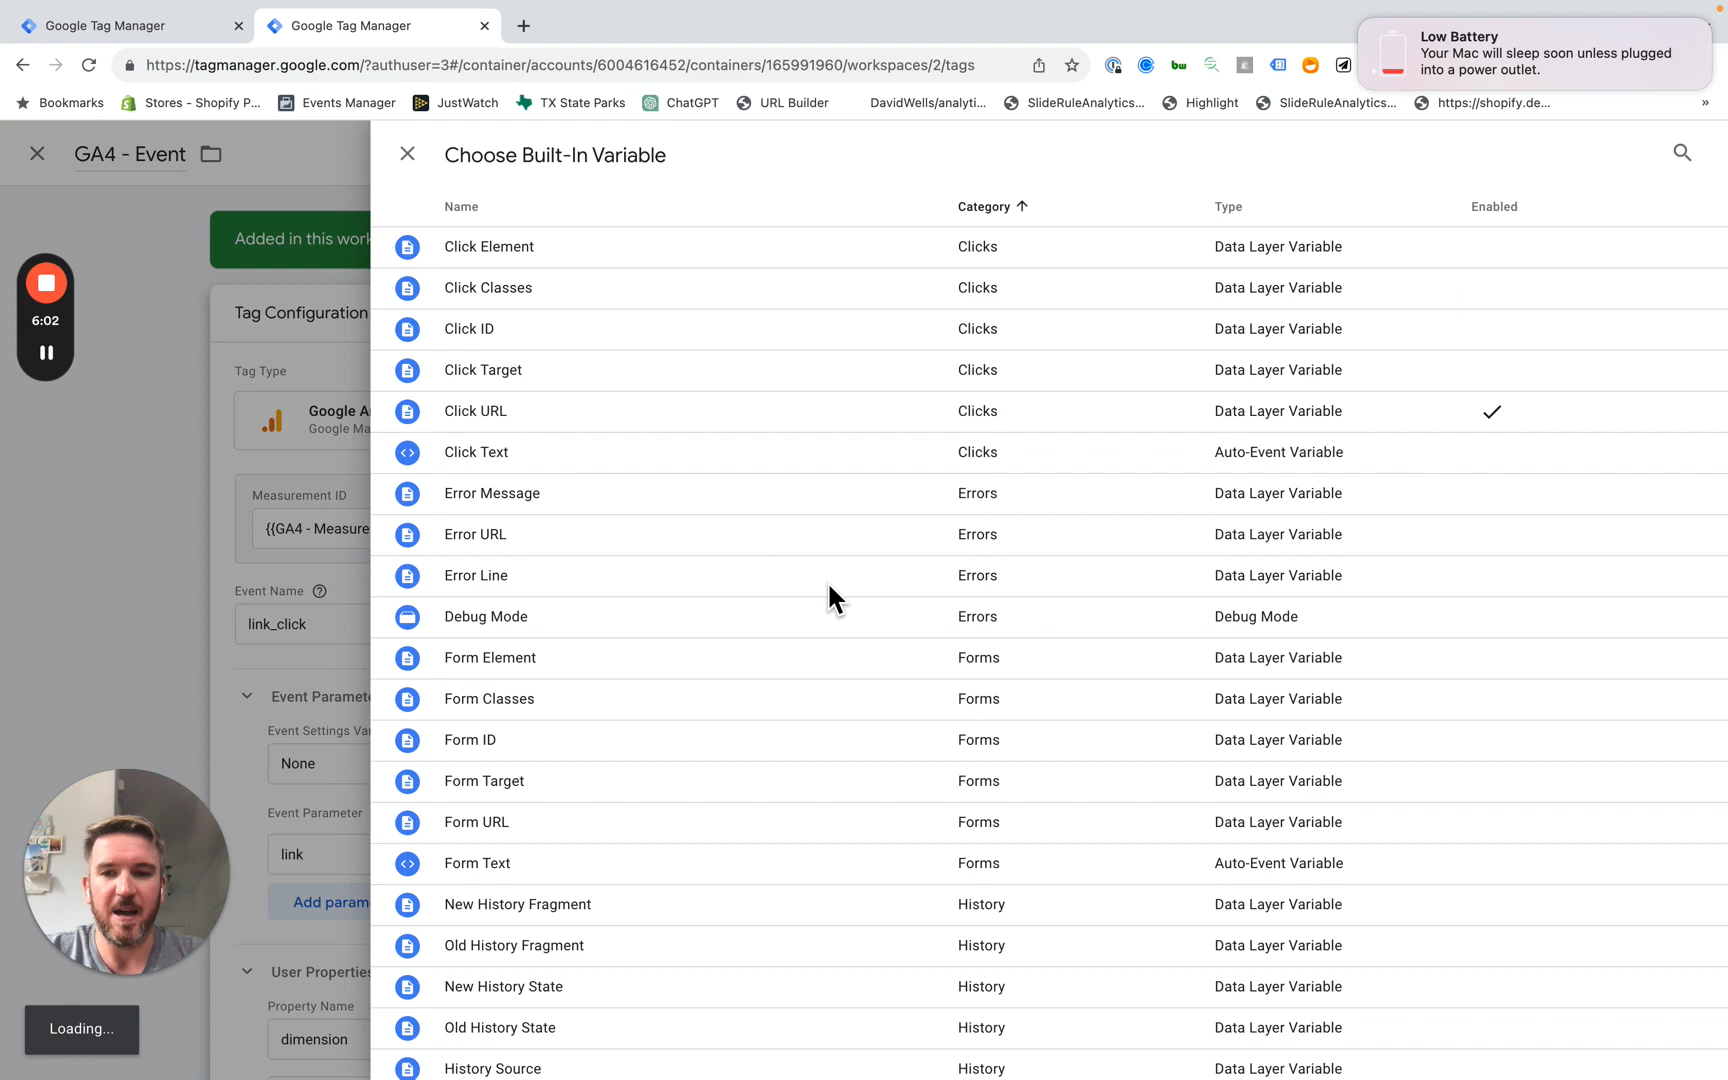 Google Tag Manager
Google Tag Manager
https://tagmanager.google.com/?authuser=3#/container/accounts/6004616452/containers/165991960/workspaces/2/tags
bw
Low Battery
Your Mac will sleep soon unless plugged
into a power outlet.
Bookmarks
Stores - Shopify P...
Events Manager
JustWatch
TX State Parks
ChatGPT
URL Builder
DavidWells/analyti...
SlideRuleAnalytics...
Highlight
SlideRuleAnalytics...
https://shopify.de...
»
GA4 - Event
Added in this work
Tag Configuration
Tag Type
Google A
Google Ma
Measurement ID
{{GA4 - Measure
Event Name
link_click
Event Paramet
Event Settings Va
None
Event Parameter
link
Add param
User Properties
Property Name
dimension
6:02
Loading...
Choose Built-In Variable
Name Category Type Enabled
Click Element Clicks Data Layer Variable
Click Classes Clicks Data Layer Variable
Click ID Clicks Data Layer Variable
Click Target Clicks Data Layer Variable
Click URL Clicks Data Layer Variable
Click Text Clicks Auto-Event Variable
Error Message Errors Data Layer Variable
Error URL Errors Data Layer Variable
Error Line Errors Data Layer Variable
Debug Mode Errors Debug Mode
Form Element Forms Data Layer Variable
Form Classes Forms Data Layer Variable
Form ID Forms Data Layer Variable
Form Target Forms Data Layer Variable
Form URL Forms Data Layer Variable
Form Text Forms Auto-Event Variable
New History Fragment History Data Layer Variable
Old History Fragment History Data Layer Variable
New History State History Data Layer Variable
Old History State History Data Layer Variable
History Source History Data Layer Variable